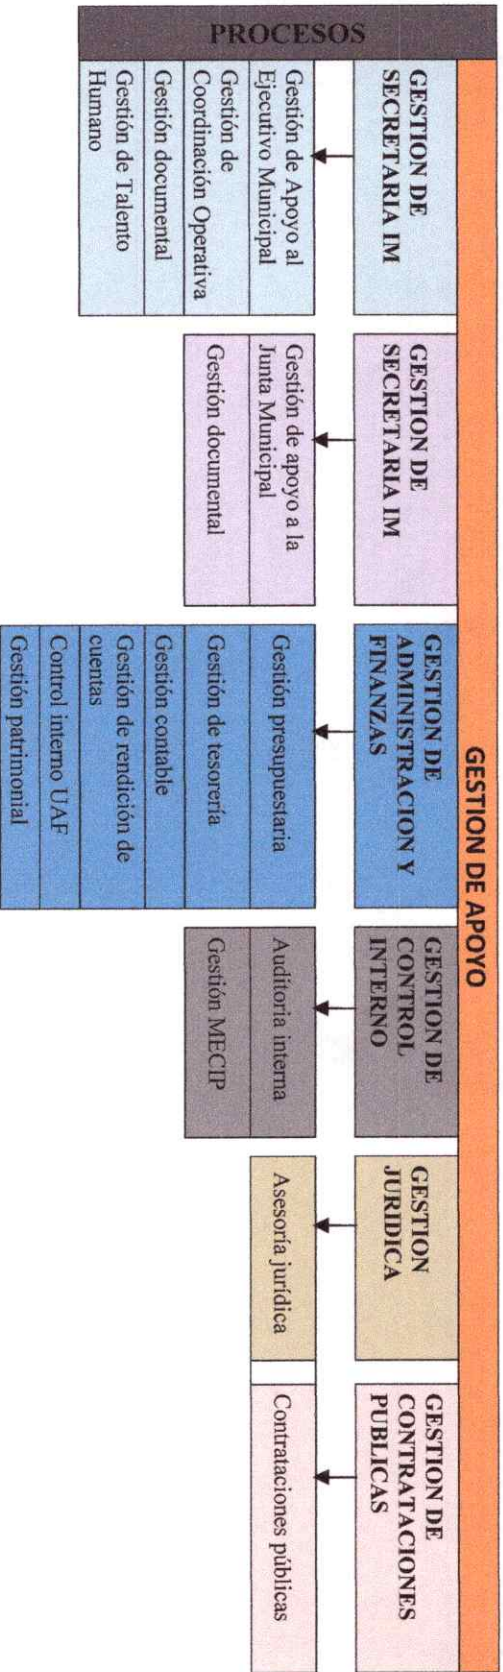 GESTION DE APOYO
PROCESOS
GESTION DE
SECRETARIA IM
Gestión de Apoyo al
Ejecutivo Municipal
Gestión de
Coordinación Operativa
Gestión documental
Gestión de Talento
Humano
GESTION DE
SECRETARIA IM
Gestión de apoyo a la
Junta Municipal
Gestión documental
GESTION DE
ADMINISTRACION Y
FINANZAS
Gestión presupuestaria
Gestión de tesorería
Gestión contable
Gestión de rendición de
cuentas
Control interno UAF
Gestión patrimonial
GESTION DE
CONTROL
INTERNO
Auditoria interna
Gestión MECIP
GESTION
JURIDICA
Asesoría jurídica
GESTION DE
CONTRATACIONES
PUBLICAS
Contrataciones públicas